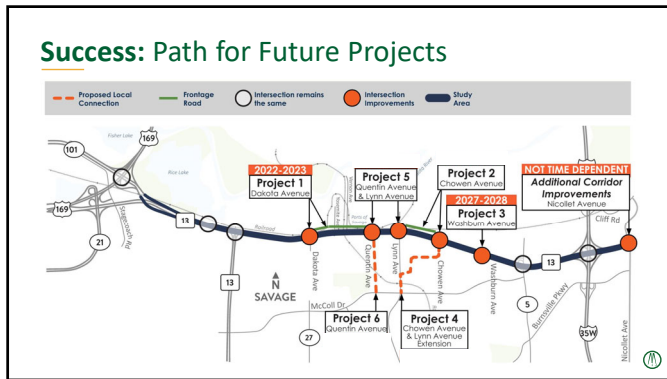 Success: Path for Future Projects
Proposed Local
Connection
Frontage
Road
Intersection remains
the same
Intersection
Improvements
Study
Area
Fisher Lake
169
101
Rice Lake
169
Stagecoach Rd
21
13
Railroad
13
2022-2023
Project 1
Dakota Avenue
Project 5
Quentin Avenue
& Lynn Avenue
Project 2
Chowen Avenue
2027-2028
Project 3
Washburn Avenue
NOT TIME DEPENDENT
Additional Corridor
Improvements
Nicollet Avenue
Cliff Rd
N
SAVAGE
Dakota Ave
Quentin Ave
Lynn Ave
Chowen Ave
Washburn Ave
13
McColl Dr
27
Project 6
Quentin Avenue
Project 4
Chowen Avenue
& Lynn Avenue
Extension
5
Burnsville Pkwy
35W
Nicollet Ave